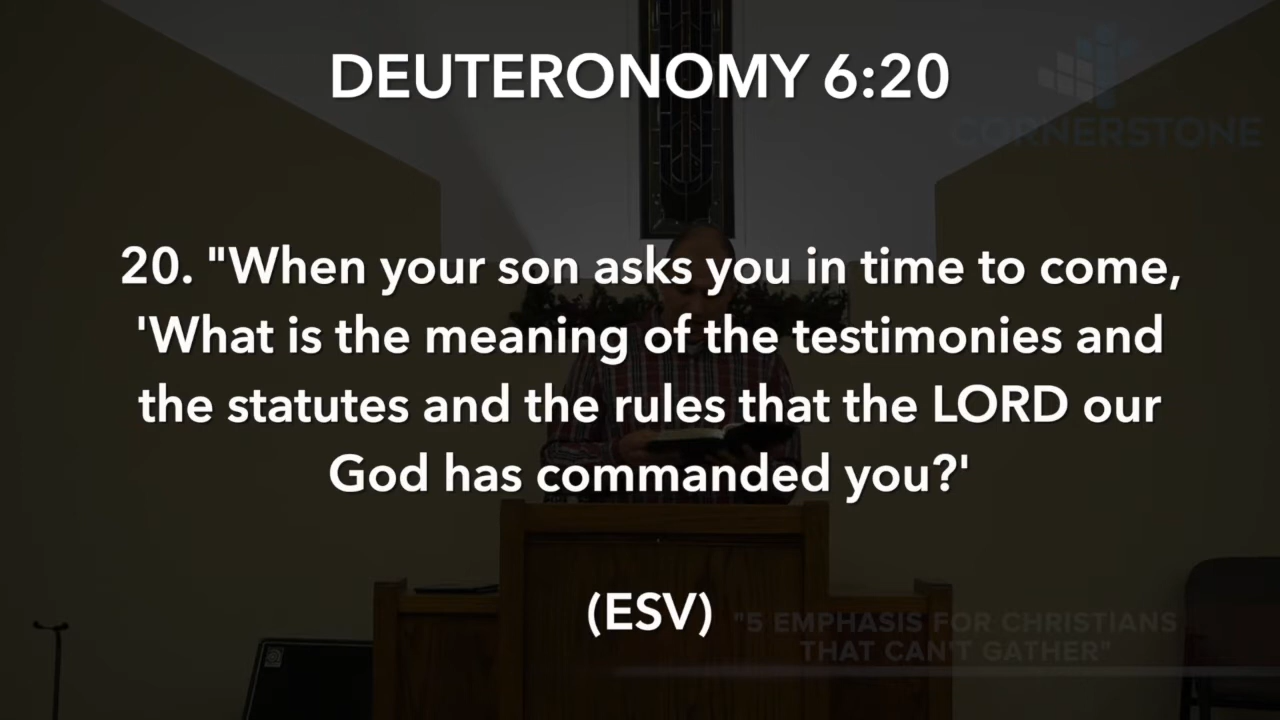 DEUTERONOMY 6:20
CORNERSTONE
20. "When your son asks you in time to come,
'What is the meaning of the testimonies and
the statutes and the rules that the LORD our
God has commanded you?'
(ESV)
"5 EMPHASIS FOR CHRISTIANS
THAT CAN'T GATHER"